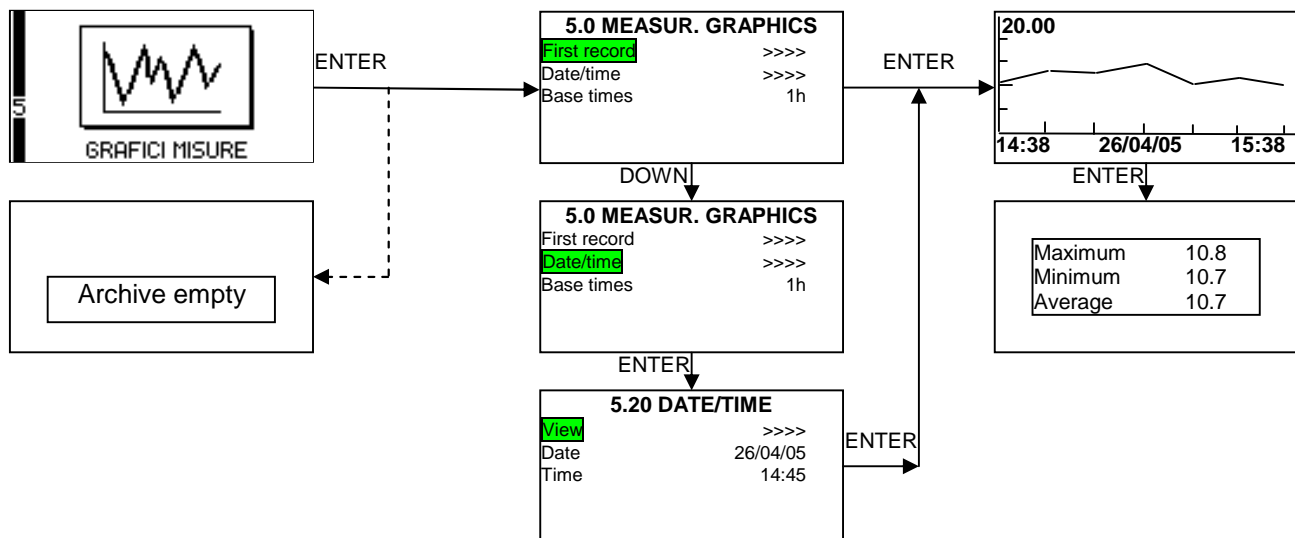 5
GRAFICI MISURE
ENTER
Archive empty
5.0 MEASUR. GRAPHICS
First record >>>>
Date/time >>>>
Base times 1h
DOWN
5.0 MEASUR. GRAPHICS
First record >>>>
Date/time >>>>
Base times 1h
ENTER
5.20 DATE/TIME
View >>>>
Date 26/04/05
Time 14:45
ENTER
ENTER
20.00
14:38 26/04/05 15:38
ENTER
Maximum 10.8
Minimum 10.7
Average 10.7